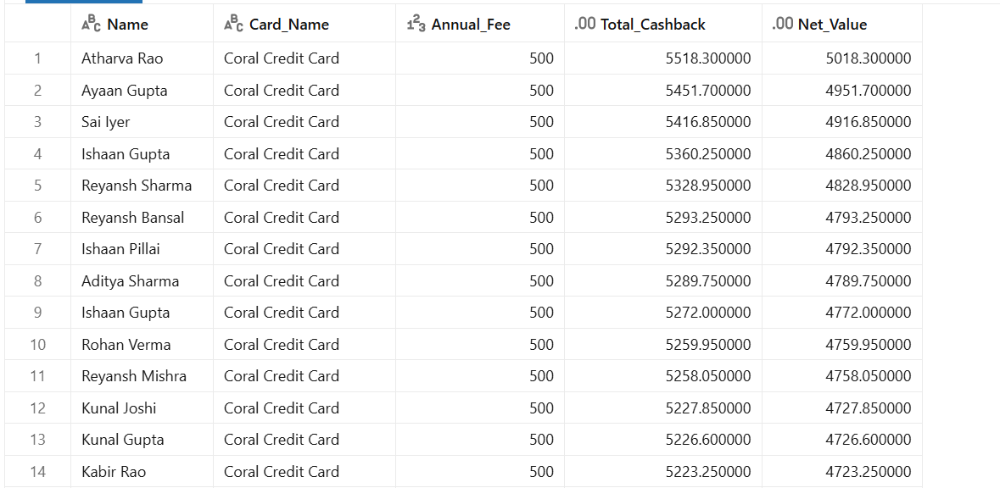 ABC Name ABC Card_Name 123 Annual_Fee .00 Total_Cashback .00 Net_Value
1 Atharva Rao Coral Credit Card 500 5518.300000 5018.300000
2 Ayaan Gupta Coral Credit Card 500 5451.700000 4951.700000
3 Sai Iyer Coral Credit Card 500 5416.850000 4916.850000
4 Ishaan Gupta Coral Credit Card 500 5360.250000 4860.250000
5 Reyansh Sharma Coral Credit Card 500 5328.950000 4828.950000
6 Reyansh Bansal Coral Credit Card 500 5293.250000 4793.250000
7 Ishaan Pillai Coral Credit Card 500 5292.350000 4792.350000
8 Aditya Sharma Coral Credit Card 500 5289.750000 4789.750000
9 Ishaan Gupta Coral Credit Card 500 5272.000000 4772.000000
10 Rohan Verma Coral Credit Card 500 5259.950000 4759.950000
11 Reyansh Mishra Coral Credit Card 500 5258.050000 4758.050000
12 Kunal Joshi Coral Credit Card 500 5227.850000 4727.850000
13 Kunal Gupta Coral Credit Card 500 5226.600000 4726.600000
14 Kabir Rao Coral Credit Card 500 5223.250000 4723.250000